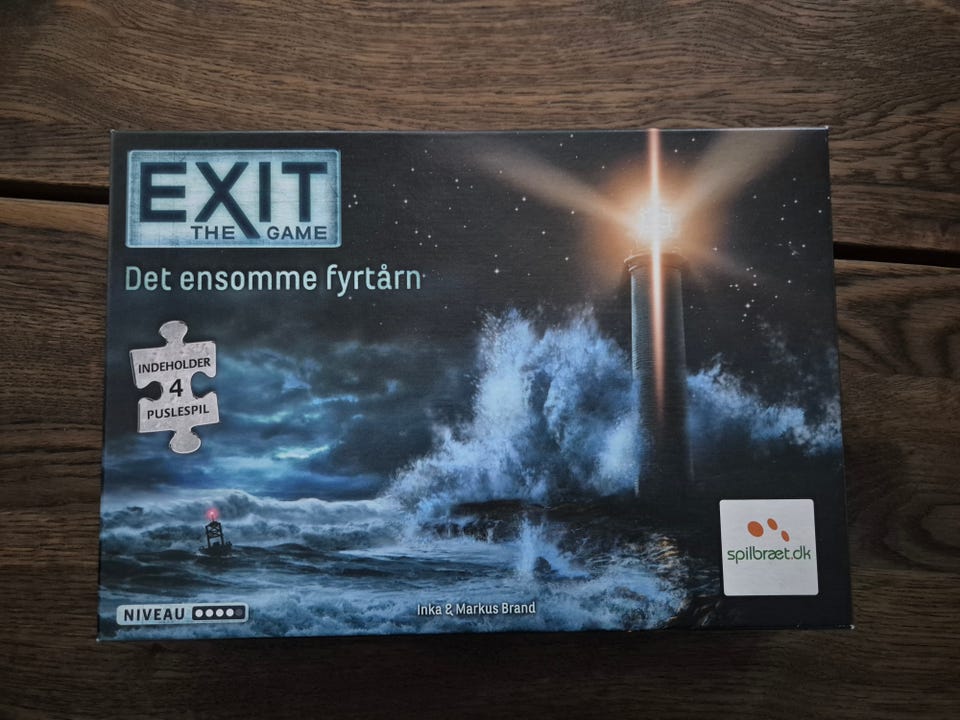 EXIT
THE GAME
Det ensomme fyrtårn
INDEHOLDER
4
PUSLESPIL
spilbræt.dk
Inka & Markus Brand
NIVEAU